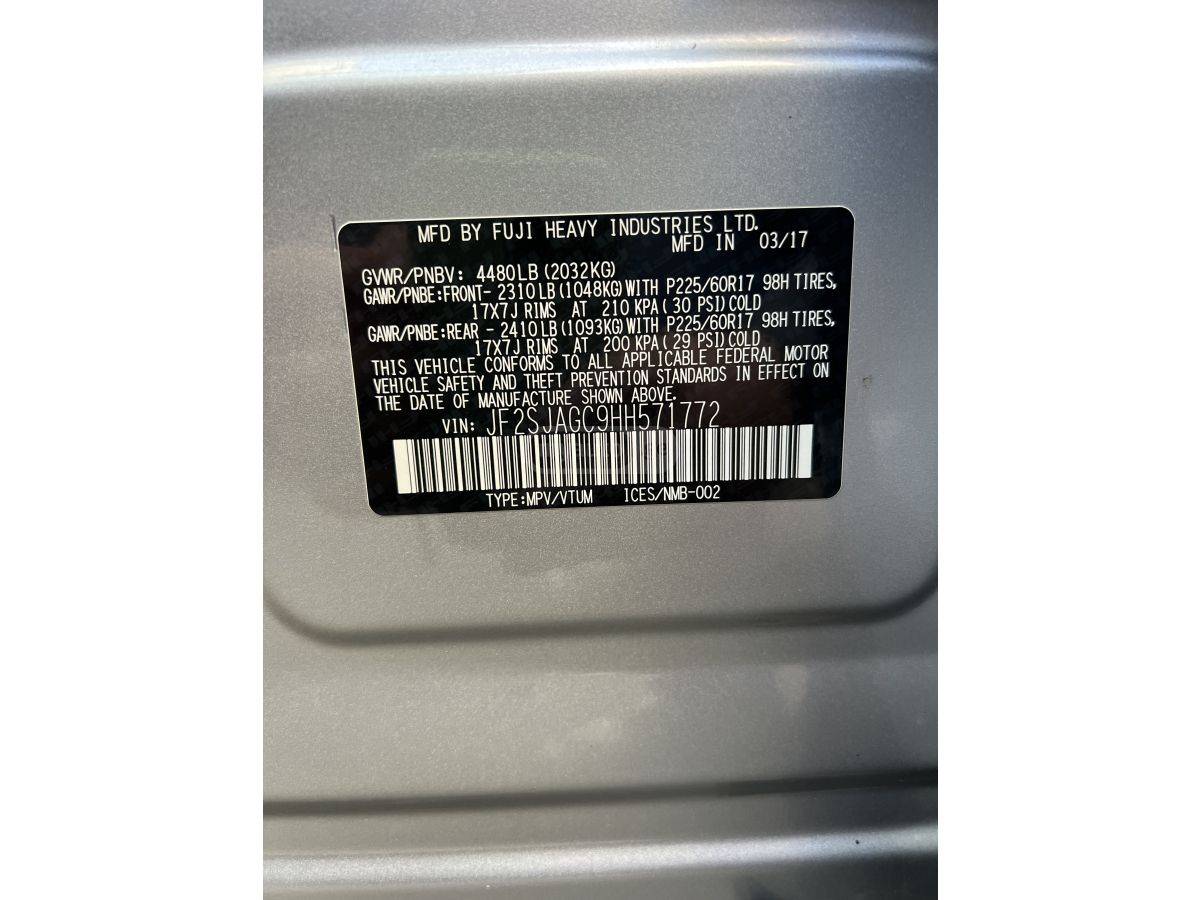 MFD BY FUJI HEAVY INDUSTRIES LTD.
MFD IN 03/17
GVWR/PNBV: 4480LB (2032KG)
GAWR/PNBE:FRONT- 2310LB (1048KG)WITH P225/60R17 98H TIRES,
17X7J RIMS AT 210 KPA( 30 PSI)COLD
GAWR/PNBE:REAR - 2410LB (1093KG)WITH P225/60R17 98H TIRES,
17X7J RIMS AT 200 KPA( 29 PSI)COLD
THIS VEHICLE CONFORMS TO ALL APPLICABLE FEDERAL MOTOR
VEHICLE SAFETY AND THEFT PREVENTION STANDARDS IN EFFECT ON
THE DATE OF MANUFACTURE SHOWN ABOVE.
VIN: JF2SJAGC9HH571772
TYPE:MPV/VTUM ICES/NMB-002